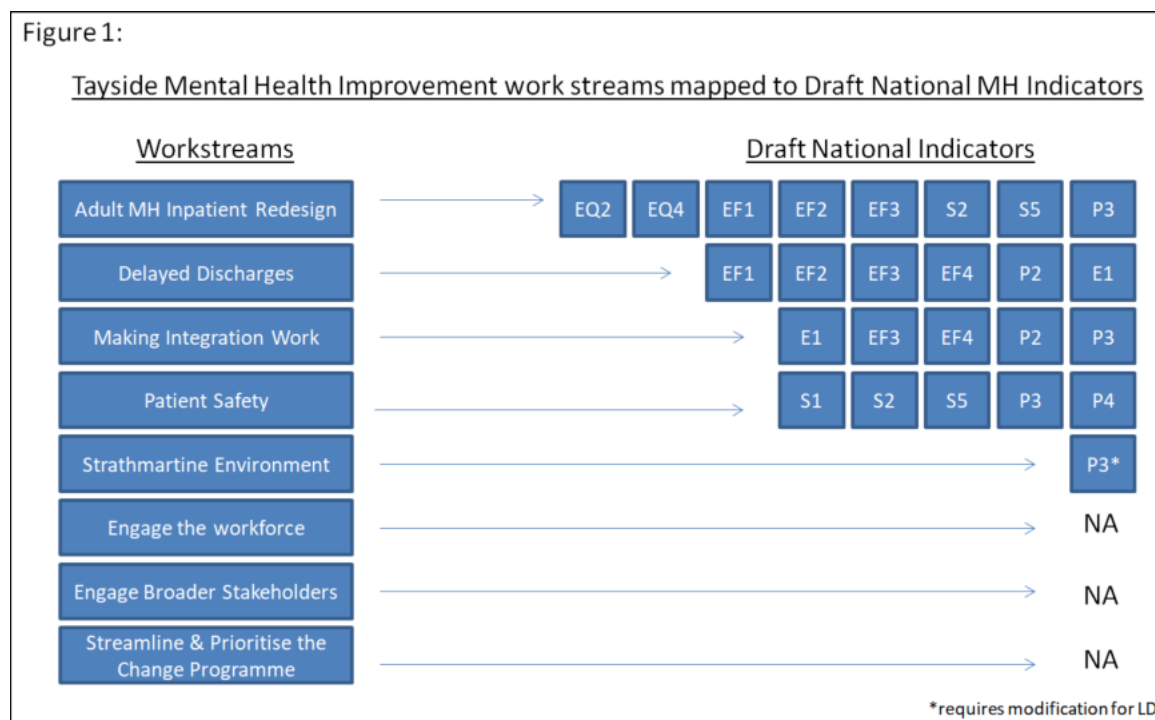 Figure 1:
Tayside Mental Health Improvement work streams mapped to Draft National MH Indicators
Workstreams
Draft National Indicators
Adult MH Inpatient Redesign
EQ2 EQ4 EF1 EF2 EF3 S2 S5 P3
Delayed Discharges
EF1 EF2 EF3 EF4 P2 E1
Making Integration Work
E1 EF3 EF4 P2 P3
Patient Safety
S1 S2 S5 P3 P4
Strathmartine Environment
P3*
Engage the workforce
NA
Engage Broader Stakeholders
NA
Streamline & Prioritise the
Change Programme
NA
*requires modification for LD